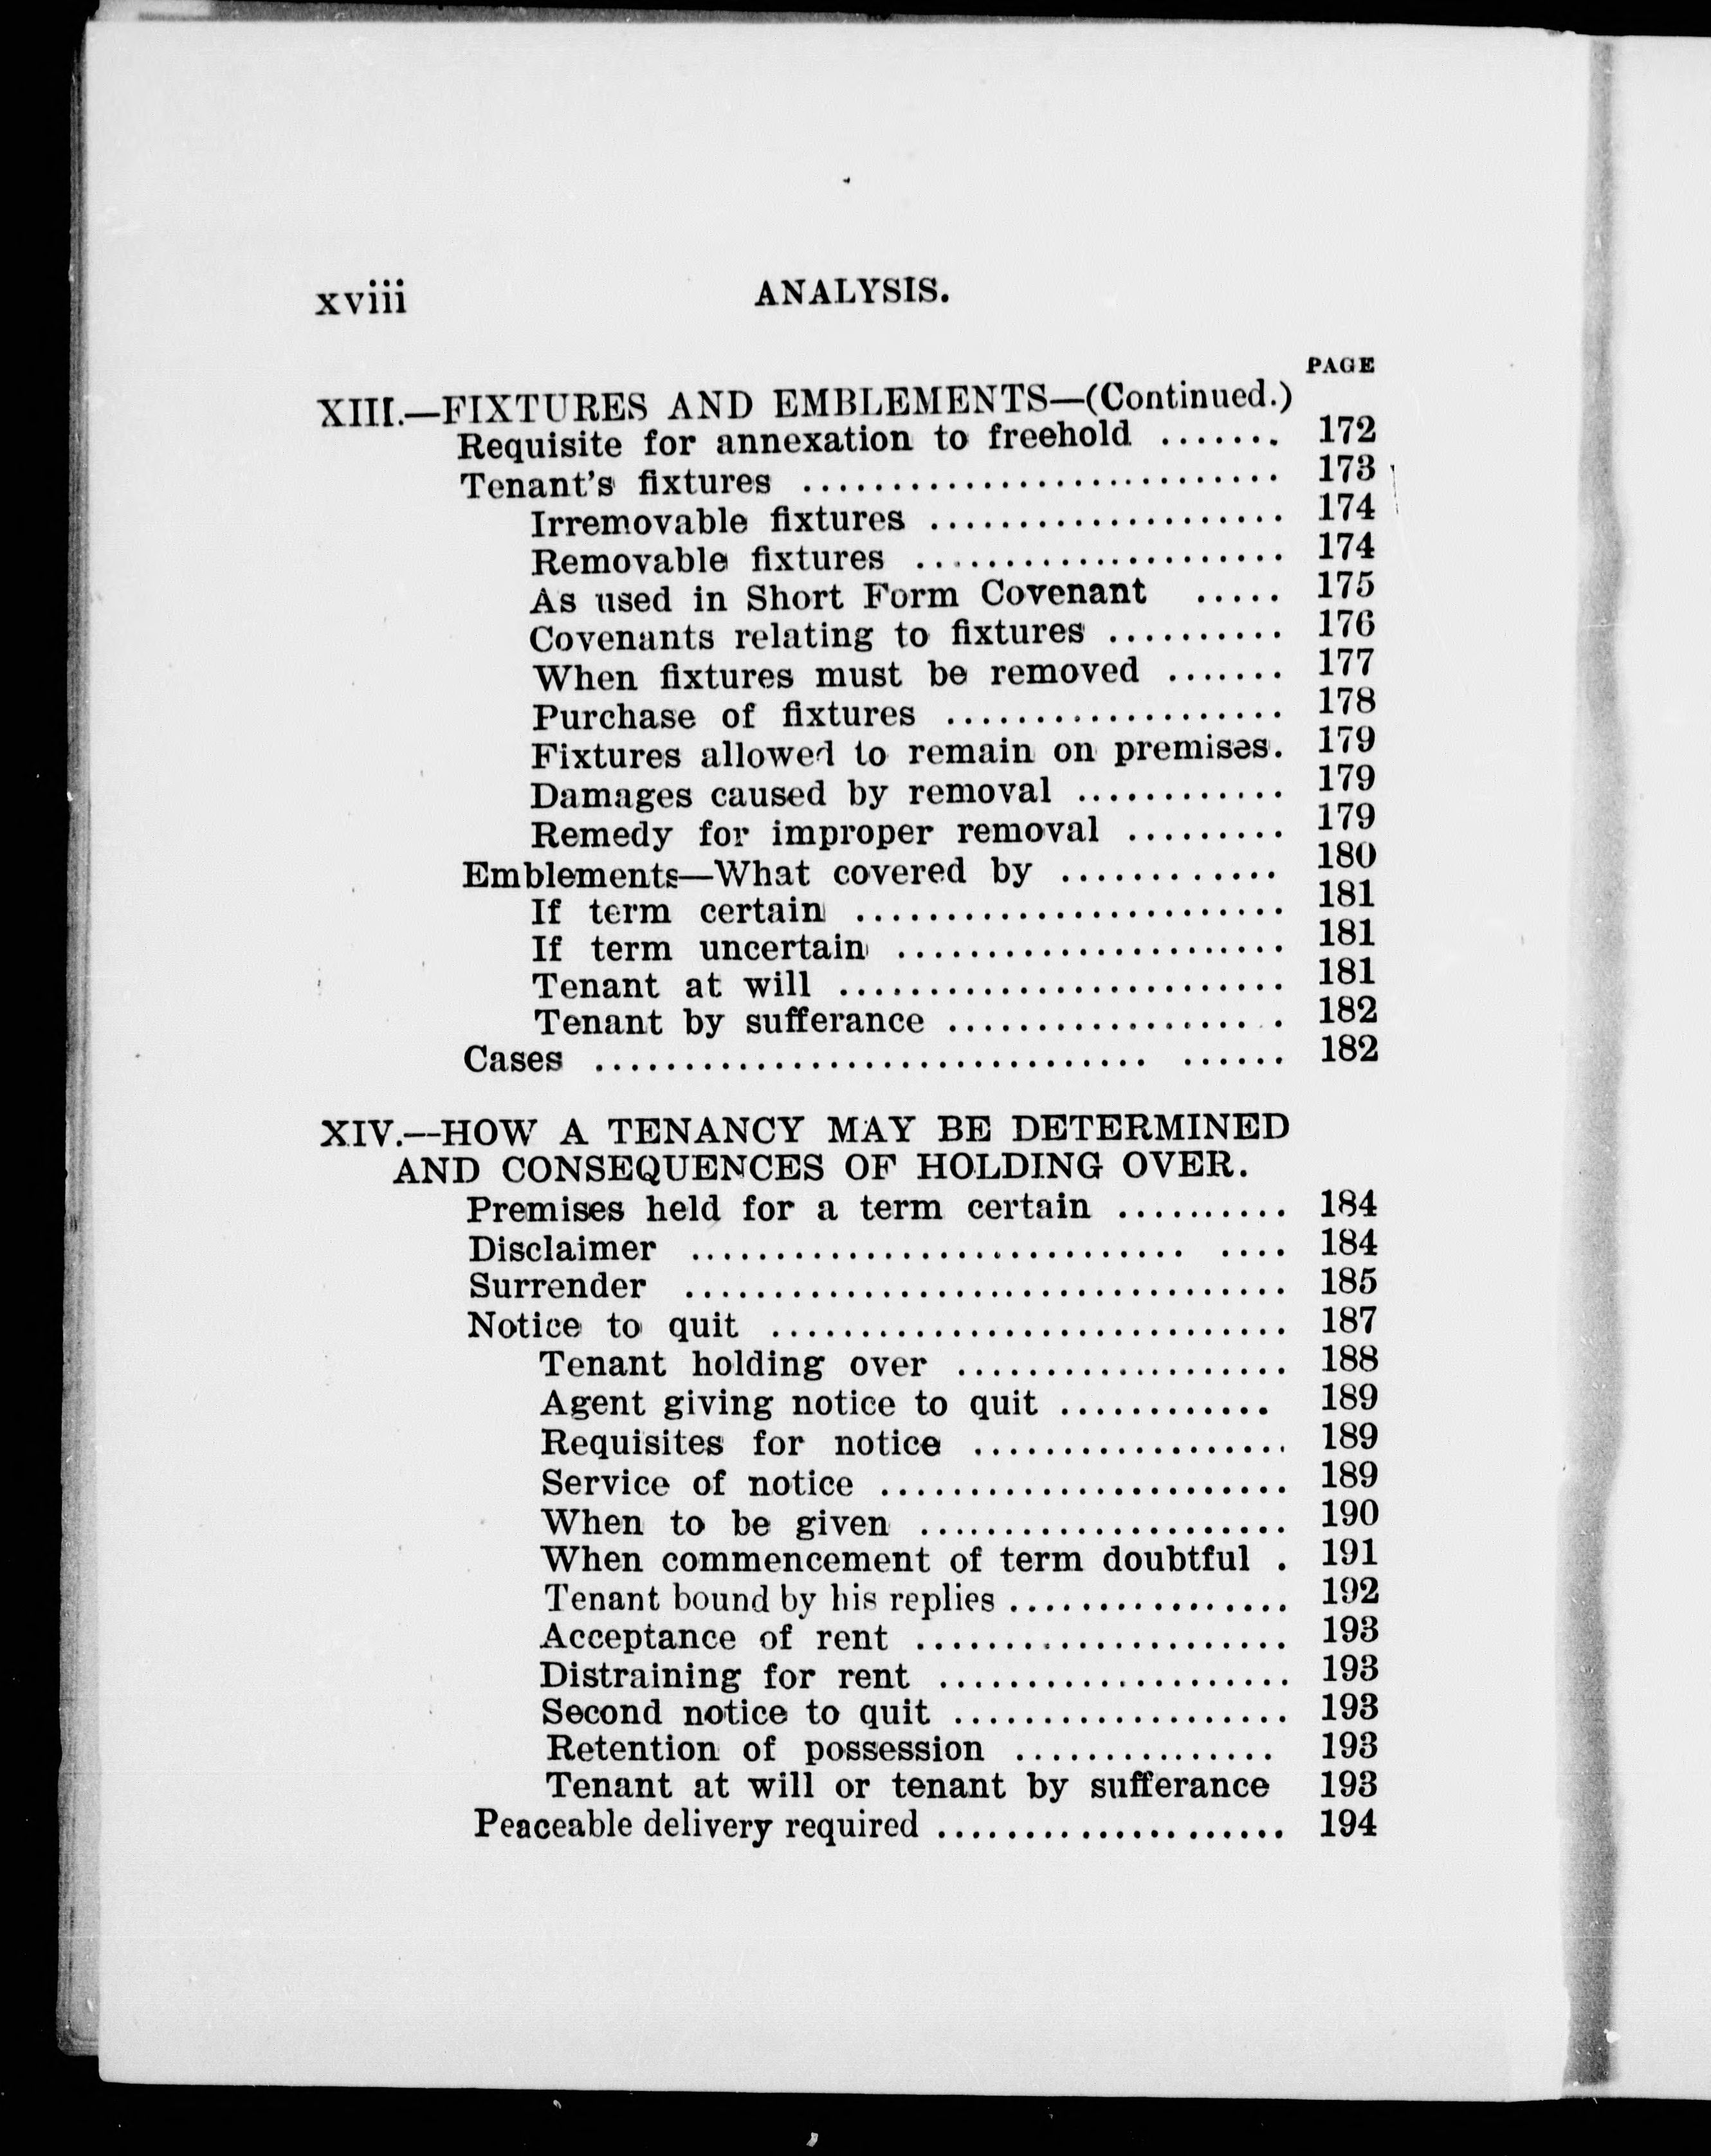 xviii ANALYSIS.
PAGE
XIII.—FIXTURES AND EMBLEMENTS—(Continued.)
Requisite for annexation to freehold ....... 172
Tenant's fixtures ........................... 173
Irremovable fixtures .................... 174
Removable fixtures ..................... 174
As used in Short Form Covenant ..... 175
Covenants relating to fixtures .......... 176
When fixtures must be removed ....... 177
Purchase of fixtures ................... 178
Fixtures allowed to remain on premises. 179
Damages caused by removal ............ 179
Remedy for improper removal ......... 179
Emblements—What covered by ............ 180
If term certain ........................ 181
If term uncertain ...................... 181
Tenant at will ......................... 181
Tenant by sufferance ................... 182
Cases ............................... ...... 182
XIV.—HOW A TENANCY MAY BE DETERMINED
AND CONSEQUENCES OF HOLDING OVER.
Premises held for a term certain .......... 184
Disclaimer ............................ .... 184
Surrender .................................. 185
Notice to quit ............................. 187
Tenant holding over ................... 188
Agent giving notice to quit ............ 189
Requisites for notice .................. 189
Service of notice ....................... 189
When to be given ..................... 190
When commencement of term doubtful . 191
Tenant bound by his replies ................ 192
Acceptance of rent ..................... 193
Distraining for rent .................... 193
Second notice to quit ................... 193
Retention of possession ............... 193
Tenant at will or tenant by sufferance 193
Peaceable delivery required .................... 194